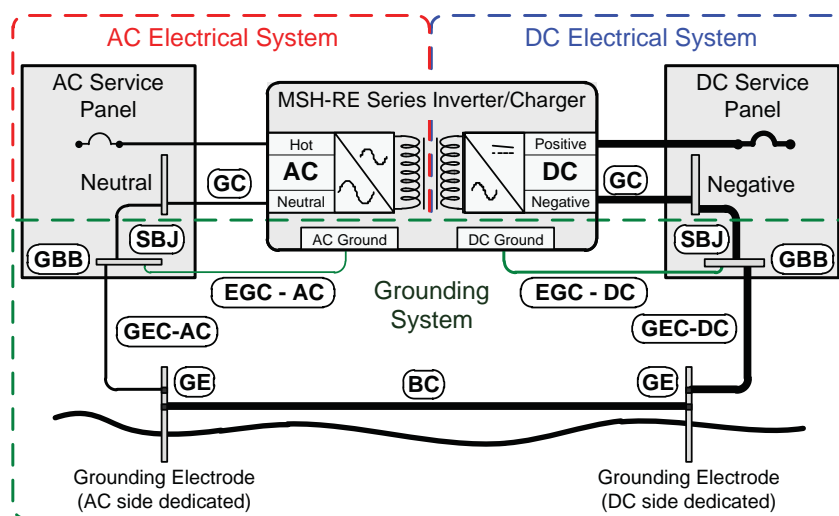 AC Electrical System
DC Electrical System
AC Service
Panel
MSH-RE Series Inverter/Charger
DC Service
Panel
Hot
AC
Neutral
Positive
DC
Negative
Neutral
GC
GC
Negative
SBJ
AC Ground
DC Ground
SBJ
GBB
GBB
EGC - AC
Grounding
System
EGC - DC
GEC-AC
GEC-DC
GE
BC
GE
Grounding Electrode
(AC side dedicated)
Grounding Electrode
(DC side dedicated)